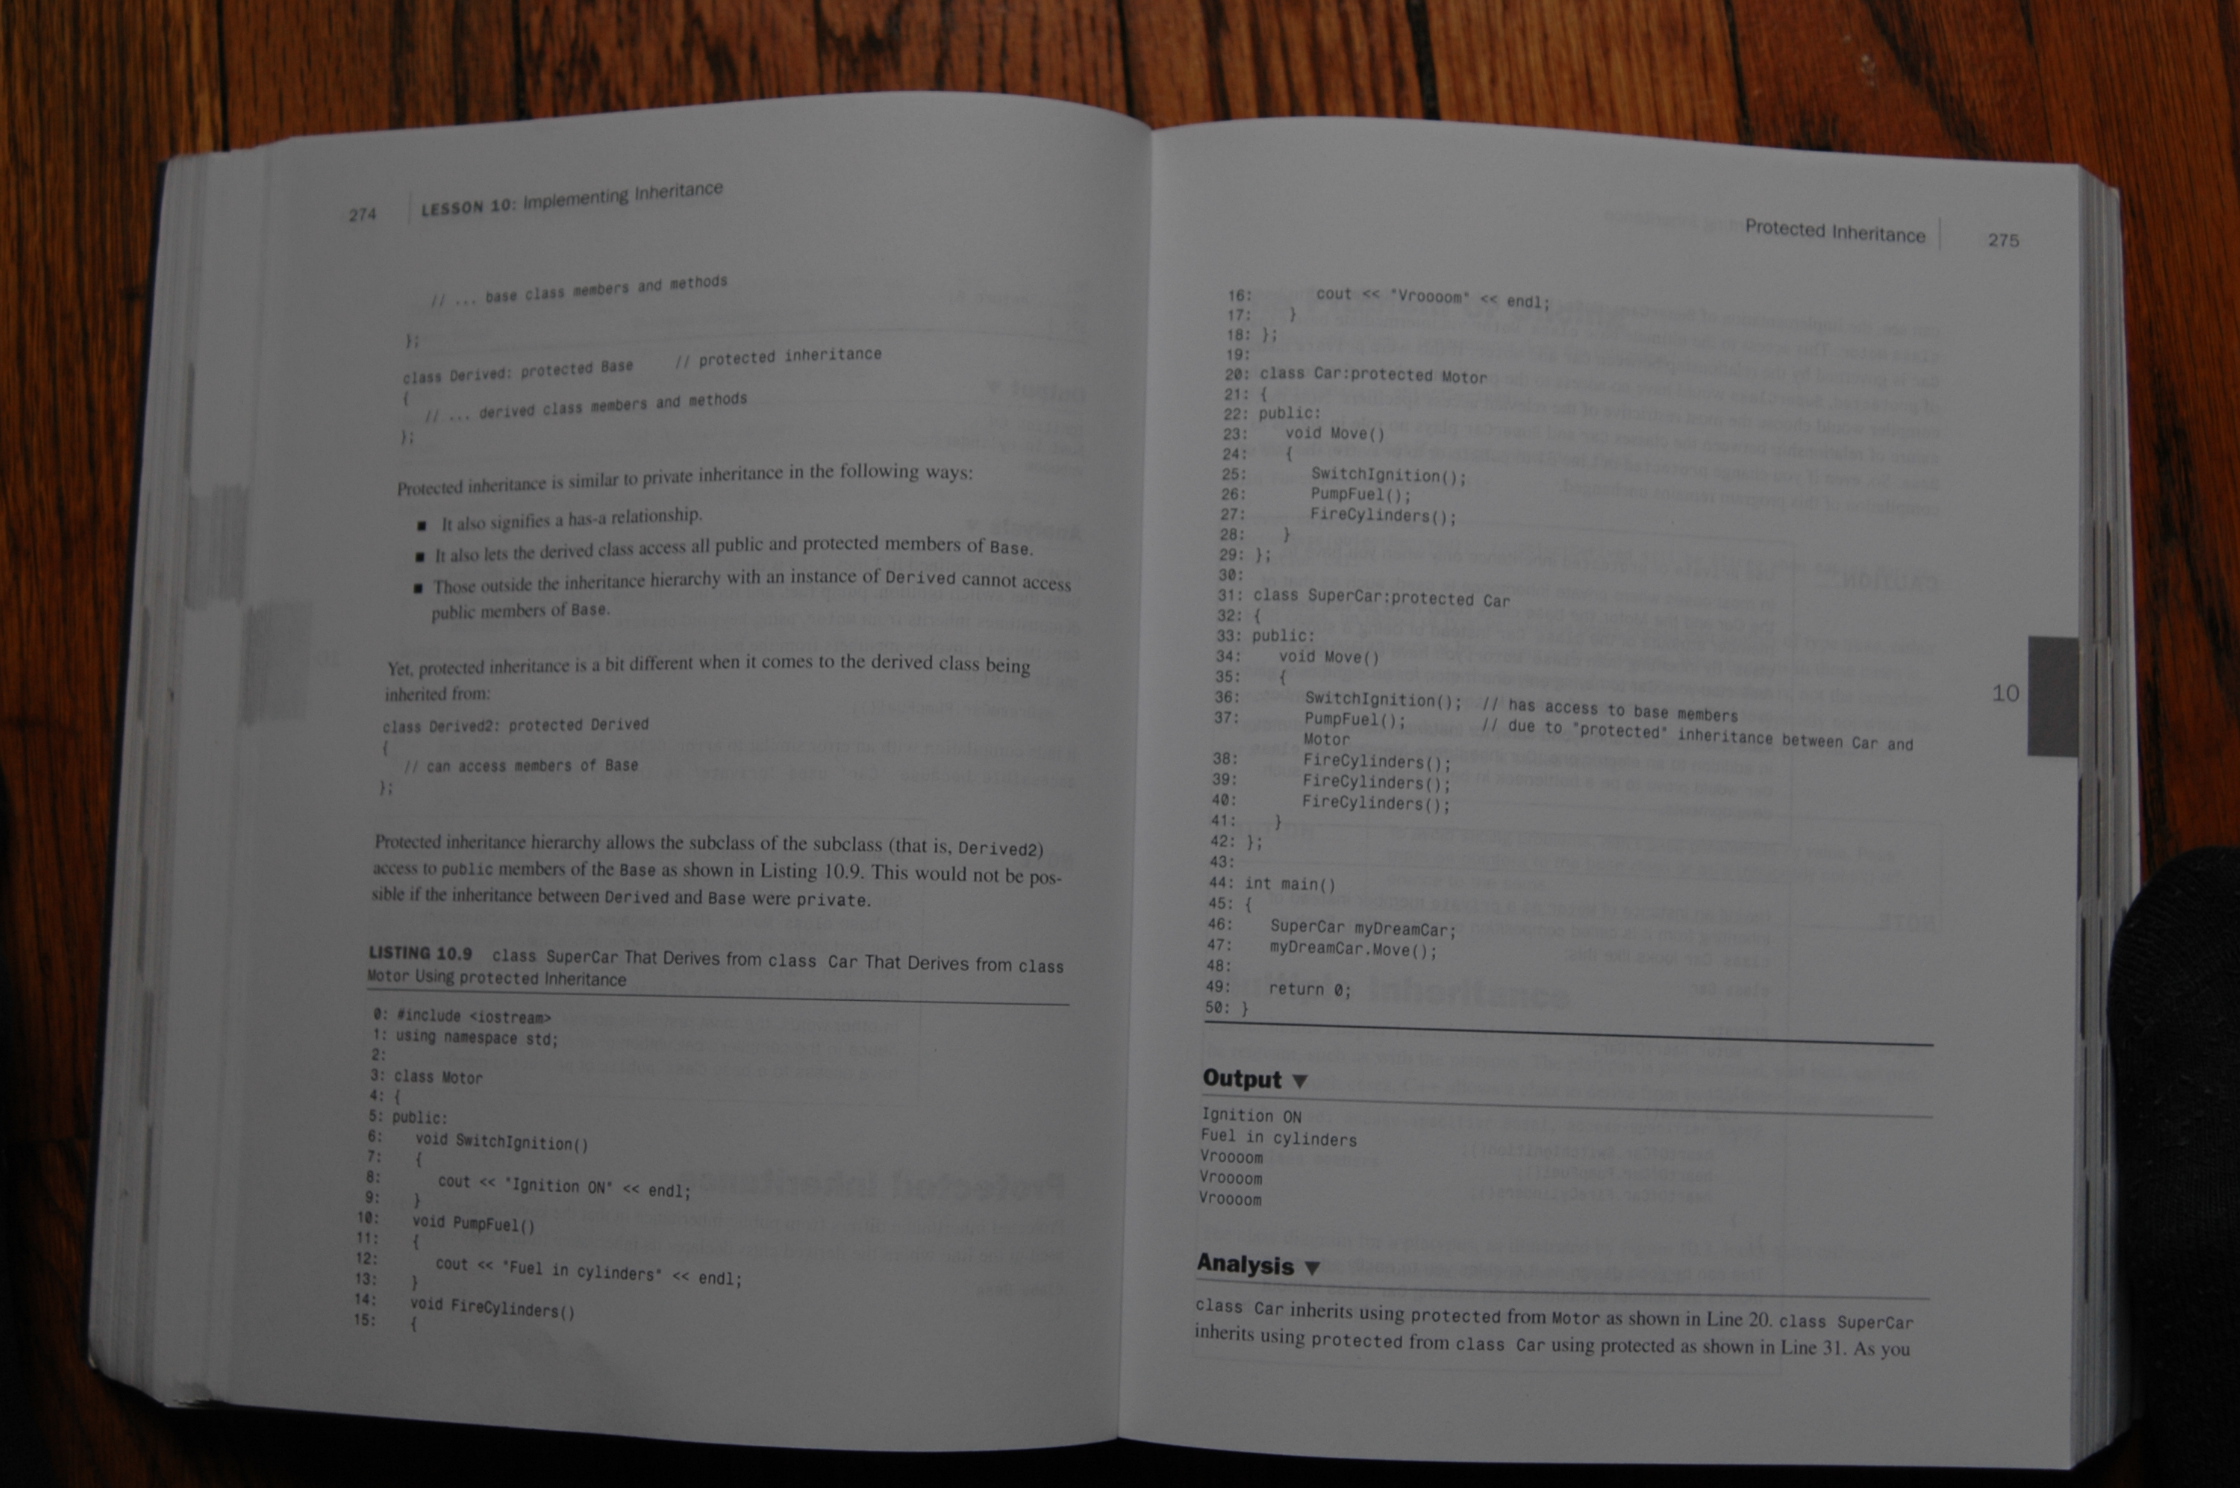 274 | LESSON 10: Implementing Inheritance
// ... base class members and methods
};
class Derived: protected Base // protected inheritance
{
// ... derived class members and methods
};
Protected inheritance is similar to private inheritance in the following ways:
■ It also signifies a has-a relationship.
■ It also lets the derived class access all public and protected members of Base.
■ Those outside the inheritance hierarchy with an instance of Derived cannot access
public members of Base.
Yet, protected inheritance is a bit different when it comes to the derived class being
inherited from:
class Derived2: protected Derived
{
// can access members of Base
};
Protected inheritance hierarchy allows the subclass of the subclass (that is, Derived2)
access to public members of the Base as shown in Listing 10.9. This would not be pos-
sible if the inheritance between Derived and Base were private.
LISTING 10.9 class SuperCar That Derives from class Car That Derives from class
Motor Using protected Inheritance
0: #include <iostream>
1: using namespace std;
2:
3: class Motor
4: {
5: public:
6: void SwitchIgnition()
7: {
8: cout << "Ignition ON" << endl;
9: }
10: void PumpFuel()
11: {
12: cout << "Fuel in cylinders" << endl;
13: }
14: void FireCylinders()
15: {
Protected Inheritance | 275
16: cout << "Vroooom" << endl;
17: }
18: };
19:
20: class Car:protected Motor
21: {
22: public:
23: void Move()
24: {
25: SwitchIgnition();
26: PumpFuel();
27: FireCylinders();
28: }
29: };
30:
31: class SuperCar:protected Car
32: {
33: public:
34: void Move()
35: {
36: SwitchIgnition(); // has access to base members
37: PumpFuel(); // due to "protected" inheritance between Car and
Motor
38: FireCylinders();
39: FireCylinders();
40: FireCylinders();
41: }
42: };
43:
44: int main()
45: {
46: SuperCar myDreamCar;
47: myDreamCar.Move();
48:
49: return 0;
50: }
10
Output ▼
Ignition ON
Fuel in cylinders
Vroooom
Vroooom
Vroooom
Analysis ▼
class Car inherits using protected from Motor as shown in Line 20. class SuperCar
inherits using protected from class Car using protected as shown in Line 31. As you